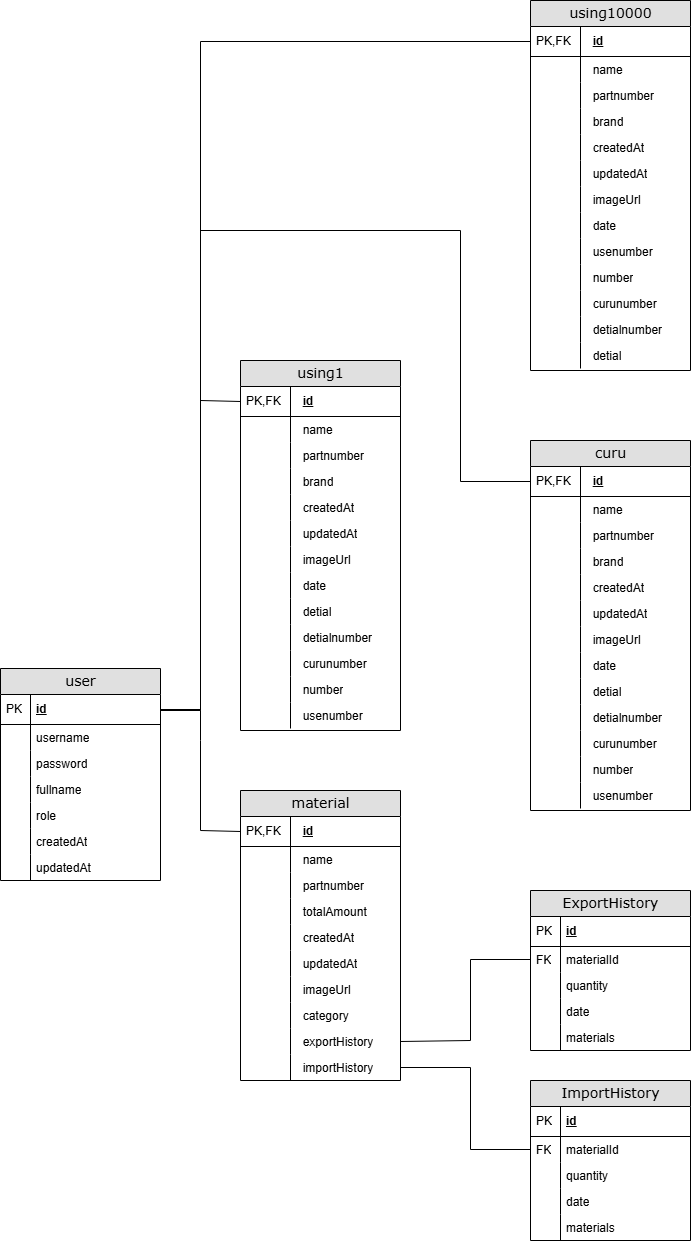 using10000
PK,FK id
name
partnumber
brand
createdAt
updatedAt
imageUrl
date
usenumber
number
curunumber
detialnumber
detial
using1
PK,FK id
name
partnumber
brand
createdAt
updatedAt
imageUrl
date
detial
detialnumber
curunumber
number
usenumber
curu
PK,FK id
name
partnumber
brand
createdAt
updatedAt
imageUrl
date
detial
detialnumber
curunumber
number
usenumber
user
PK id
username
password
fullname
role
createdAt
updatedAt
material
PK,FK id
name
partnumber
totalAmount
createdAt
updatedAt
imageUrl
category
exportHistory
importHistory
ExportHistory
PK id
FK materialId
quantity
date
materials
ImportHistory
PK id
FK materialId
quantity
date
materials